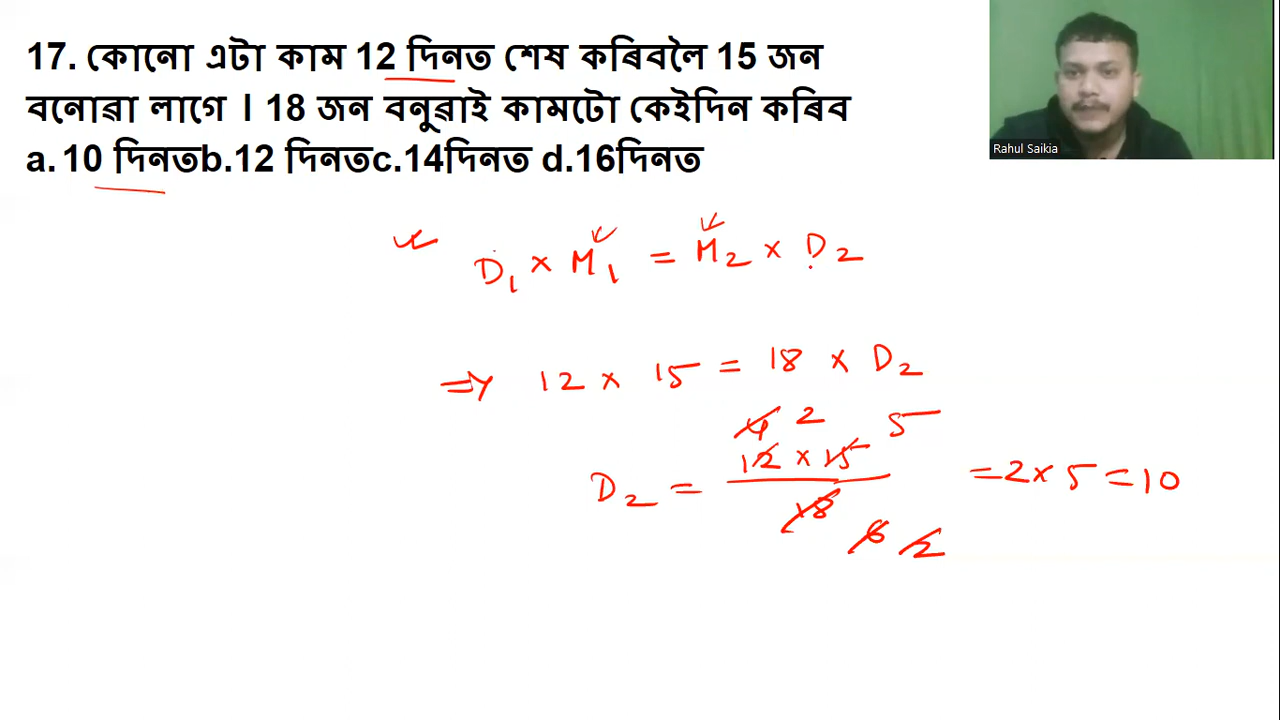 17. কোনো এটা কাম 12 দিনত শেষ কৰিবলৈ 15 জন
বনোৱা লাগে । 18 জন বনুৱাই কামটো কেইদিন কৰিব
a. 10 দিনতb.12 দিনতc.14দিনত d.16দিনত
Rahul Saikia
D₁ × M₁ = M₂ × D₂
⇒ 12 × 15 = 18 × D₂
4 2 5
12 × 15
D₂ = = 2 × 5 = 10
18 6 2